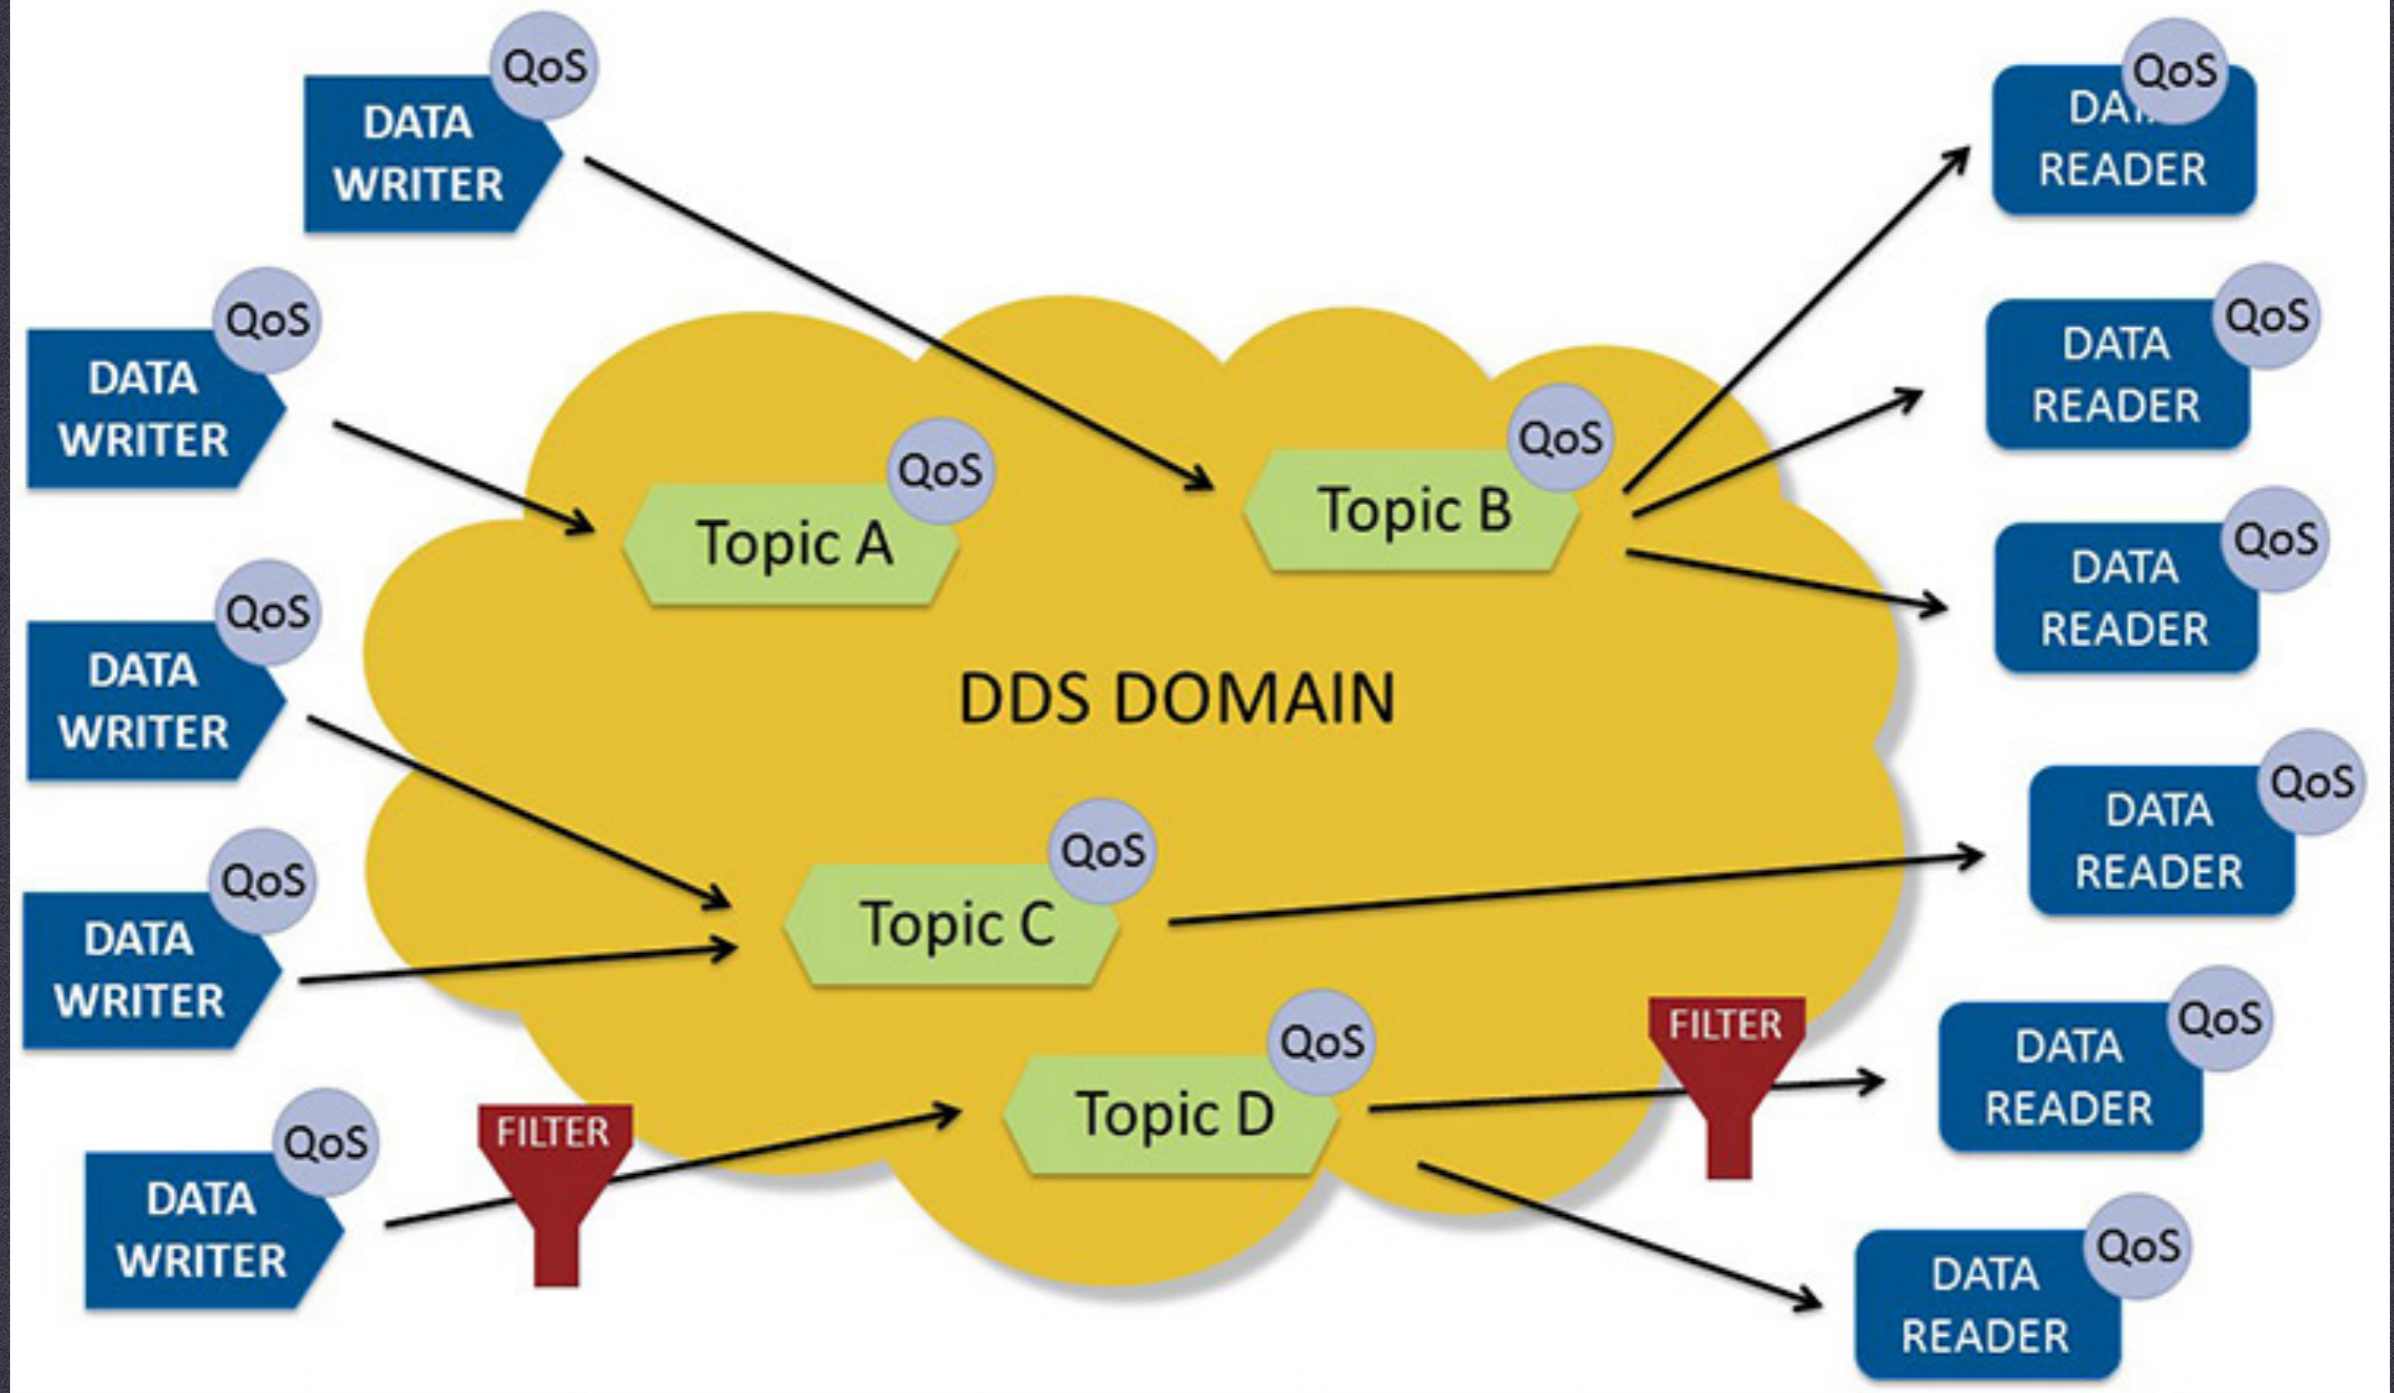 QoS
DATA
WRITER
QoS
DATA
WRITER
QoS
DATA
WRITER
QoS
DATA
WRITER
QoS
DATA
WRITER
FILTER
QoS
Topic A
QoS
Topic B
DDS DOMAIN
QoS
Topic C
QoS
Topic D
FILTER
QoS
READER
QoS
DATA
READER
QoS
DATA
READER
QoS
DATA
READER
QoS
DATA
READER
QoS
DATA
READER